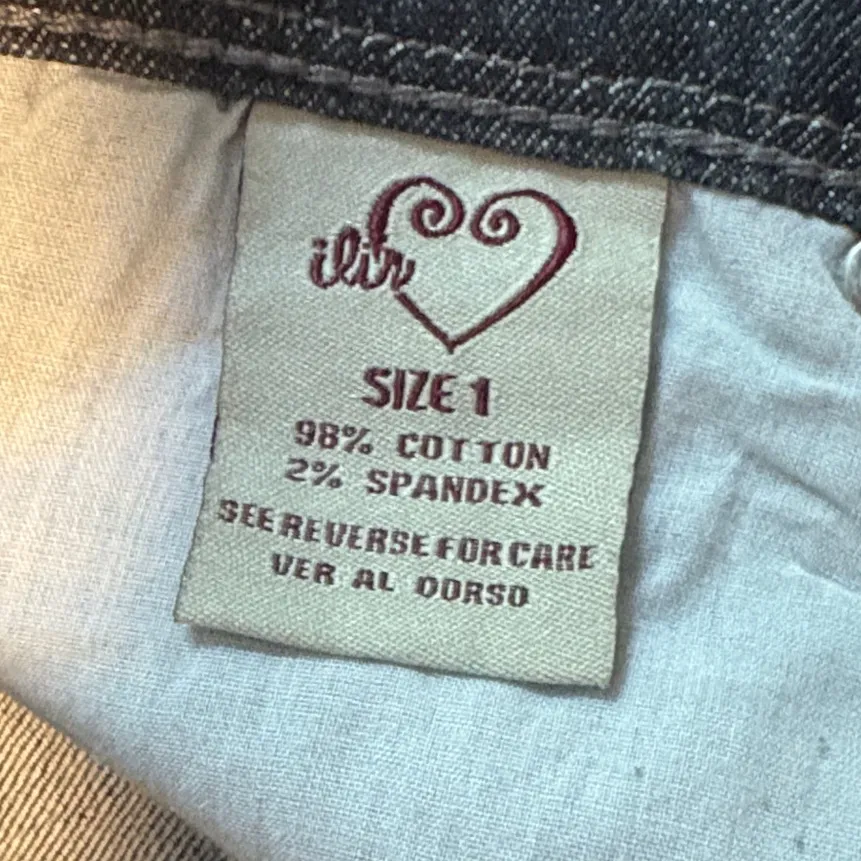 ilir
SIZE 1
98% COTTON
2% SPANDEX
SEE REVERSE FOR CARE
VER AL DORSO